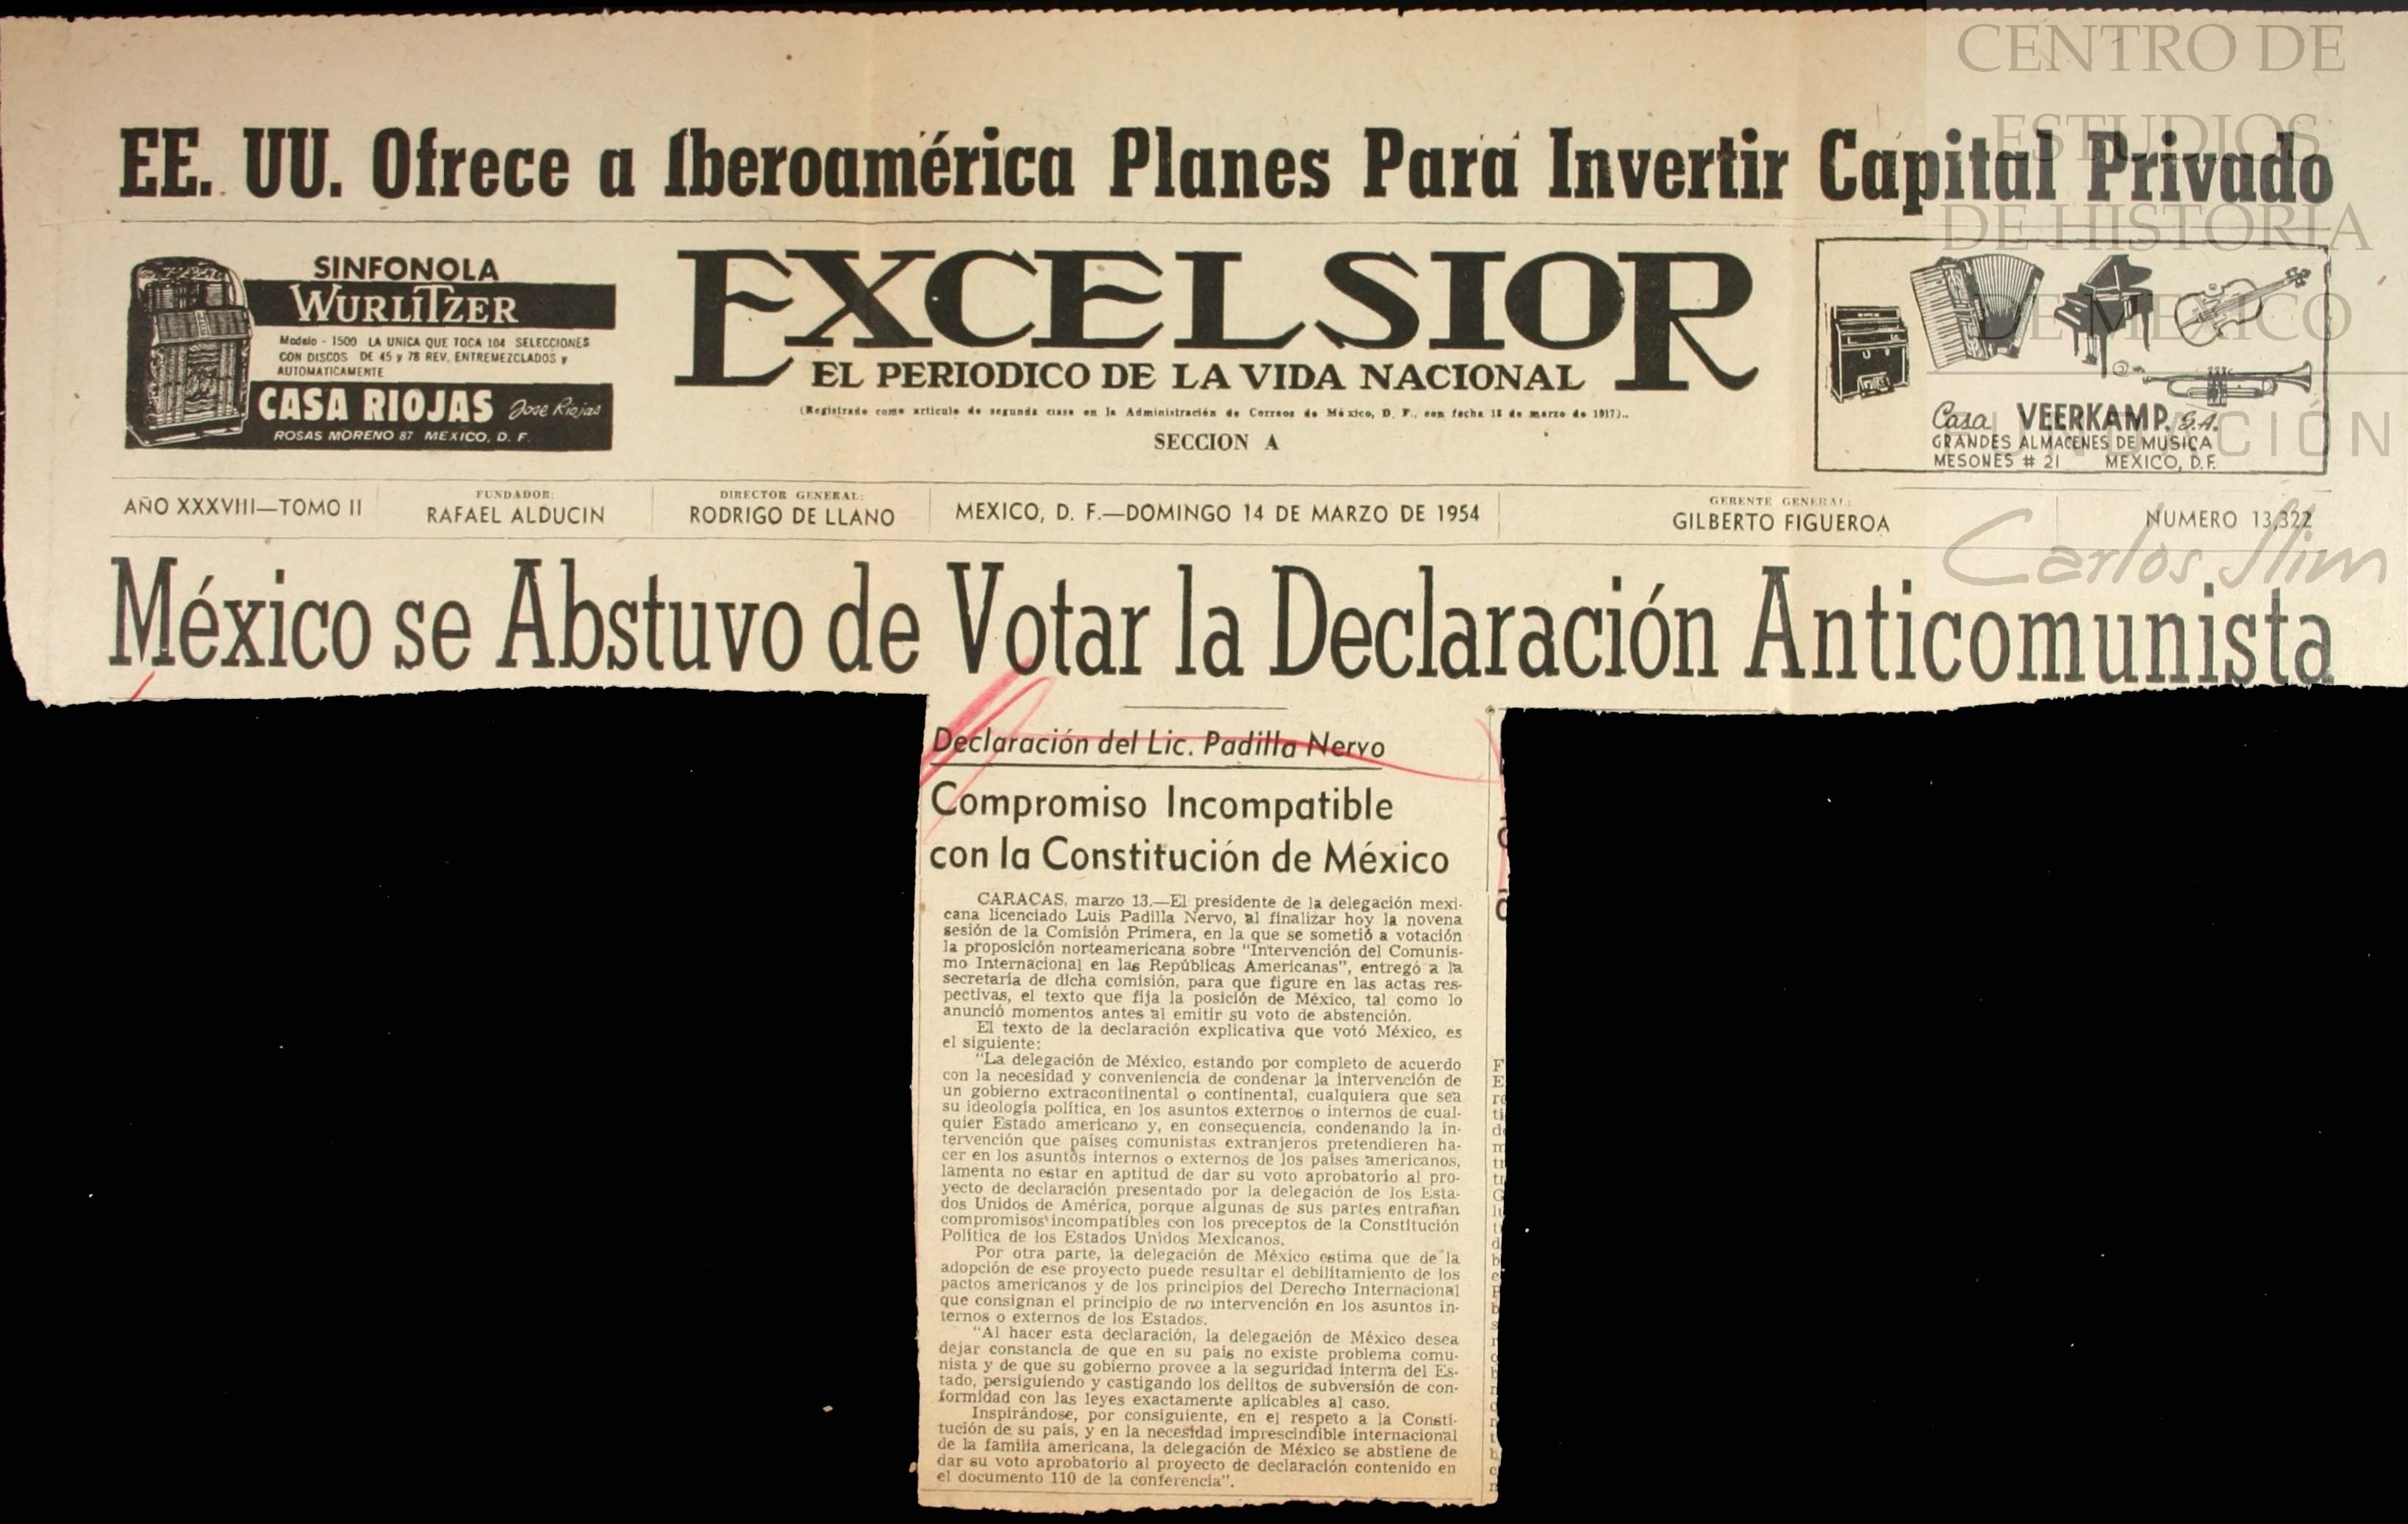 EE. UU. Ofrece a Iberoamérica Planes Para Invertir Capital Privado
SINFONOLA
WURLITZER
Modelo - 1500 LA UNICA QUE TOCA 104 SELECCIONES
CON DISCOS DE 45 y 78 REV. ENTREMEZCLADOS y
AUTOMATICAMENTE
CASA RIOJAS José Riojas
ROSAS MORENO 87 MEXICO, D. F.
EXCELSIOR
EL PERIODICO DE LA VIDA NACIONAL
(Registrado como artículo de segunda clase en la Administración de Correos de México, D. F., con fecha 18 de marzo de 1917).
SECCION A
Casa VEERKAMP. S.A.
GRANDES ALMACENES DE MUSICA
MESONES # 21 MEXICO, D.F.
AÑO XXXVIII—TOMO II
FUNDADOR:
RAFAEL ALDUCIN
DIRECTOR GENERAL:
RODRIGO DE LLANO
MEXICO, D. F.—DOMINGO 14 DE MARZO DE 1954
GERENTE GENERAL:
GILBERTO FIGUEROA
NUMERO 13,322
México se Abstuvo de Votar la Declaración Anticomunista
Declaración del Lic. Padilla Nervo
Compromiso Incompatible
con la Constitución de México
CARACAS, marzo 13.—El presidente de la delegación mexi-
cana licenciado Luis Padilla Nervo, al finalizar hoy la novena
sesión de la Comisión Primera, en la que se sometió a votación
la proposición norteamericana sobre "Intervención del Comunis-
mo Internacional en las Repúblicas Americanas", entregó a la
secretaría de dicha comisión, para que figure en las actas res-
pectivas, el texto que fija la posición de México, tal como lo
anunció momentos antes al emitir su voto de abstención.
El texto de la declaración explicativa que votó México, es
el siguiente:
"La delegación de México, estando por completo de acuerdo
con la necesidad y conveniencia de condenar la intervención de
un gobierno extracontinental o continental, cualquiera que sea
su ideología política, en los asuntos externos o internos de cual-
quier Estado americano y, en consecuencia, condenando la in-
tervención que países comunistas extranjeros pretendieren ha-
cer en los asuntos internos o externos de los países americanos,
lamenta no estar en aptitud de dar su voto aprobatorio al pro-
yecto de declaración presentado por la delegación de los Esta-
dos Unidos de América, porque algunas de sus partes entrañan
compromisos incompatibles con los preceptos de la Constitución
Política de los Estados Unidos Mexicanos.
Por otra parte, la delegación de México estima que de la
adopción de ese proyecto puede resultar el debilitamiento de los
pactos americanos y de los principios del Derecho Internacional
que consignan el principio de no intervención en los asuntos in-
ternos o externos de los Estados.
"Al hacer esta declaración, la delegación de México desea
dejar constancia de que en su país no existe problema comu-
nista y de que su gobierno provee a la seguridad interna del Es-
tado, persiguiendo y castigando los delitos de subversión de con-
formidad con las leyes exactamente aplicables al caso.
Inspirándose, por consiguiente, en el respeto a la Consti-
tución de su país, y en la necesidad imprescindible internacional
de la familia americana, la delegación de México se abstiene de
dar su voto aprobatorio al proyecto de declaración contenido en
el documento 110 de la conferencia".
CENTRO DE
ESTUDIOS
DE HISTORIA
DE MEXICO
FUNDACIÓN
Carlos Slim